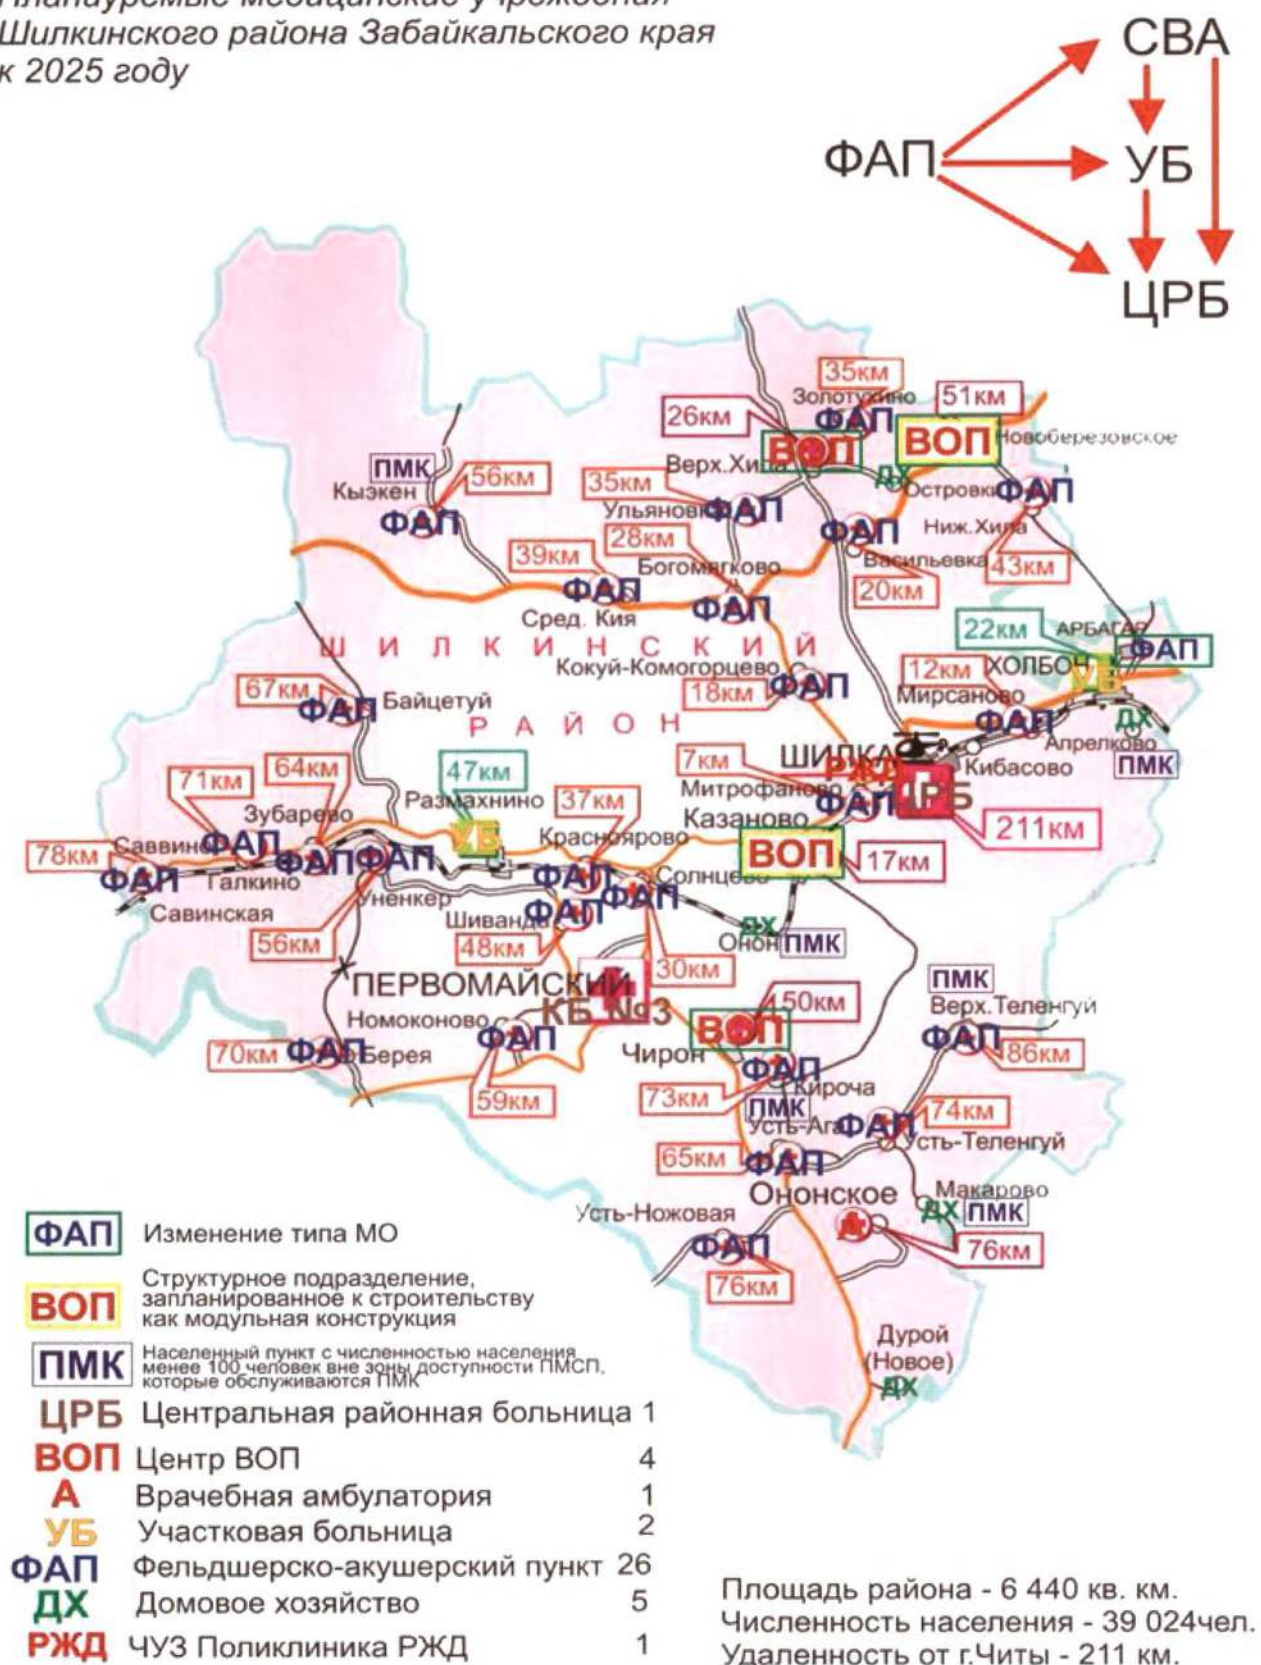 Планируемые медицинские учреждения
Шилкинского района Забайкальского края
к 2025 году
СВА
ФАП
УБ
ЦРБ
35км
Золотухино
ФАП
51км
26км
ВОП
ВОП
Новоберезовское
Верх.Хила
ДХ
Островки
ФАП
ПМК
Кыэкен
56км
ФАП
35км
Ульяновка
ФАП
28км
Богомягково
ФАП
Ниж.Хила
Васильевка
43км
20км
39км
ФАП
Сред. Кия
ФАП
22км
АРБАГАР
ФАП
ШИЛКИНСКИЙ
Кокуй-Комогорцево
12км
ХОЛБОН
УБ
67км
ФАП
Байцетуй
18км
ФАП
Мирсаново
ФАП
ДХ
РАЙОН
Апрелково
ПМК
7км
ШИЛКА
РЖД
Кибасово
Митрофаново
ФАП
ЦРБ
71км
64км
47км
Размахнино
37км
Казаново
211км
Зубарево
УБ
Красноярово
ВОП
17км
78км
Саввино
ФАП
ФАП
ФАП
ФАП
Галкино
ФАП
ФАП
Солнцево
Савинская
Уненкер
Шиванда
ФАП
ДХ
Онон
ПМК
56км
48км
30км
ПЕРВОМАЙСКИЙ
КБ №3
ПМК
50км
Верх.Теленгуй
Номоконово
ФАП
ВОП
ФАП
70км
ФАП
Берея
Чирон
86км
59км
ФАП
73км
Кироча
ПМК
74км
Усть-Ага
ФАП
Усть-Теленгуй
65км
ФАП
Ононское
Макарово
Усть-Ножовая
А
ДХ
ПМК
ФАП
76км
76км
Дурой
(Новое)
ДХ
ФАП Изменение типа МО
Структурное подразделение,
ВОП запланированное к строительству
как модульная конструкция
Населенный пункт с численностью населения
ПМК менее 100 человек вне зоны доступности ПМСП,
которые обслуживаются ПМК
ЦРБ Центральная районная больница 1
ВОП Центр ВОП 4
А Врачебная амбулатория 1
УБ Участковая больница 2
ФАП Фельдшерско-акушерский пункт 26
ДХ Домовое хозяйство 5
РЖД ЧУЗ Поликлиника РЖД 1
Площадь района - 6 440 кв. км.
Численность населения - 39 024чел.
Удаленность от г.Читы - 211 км.